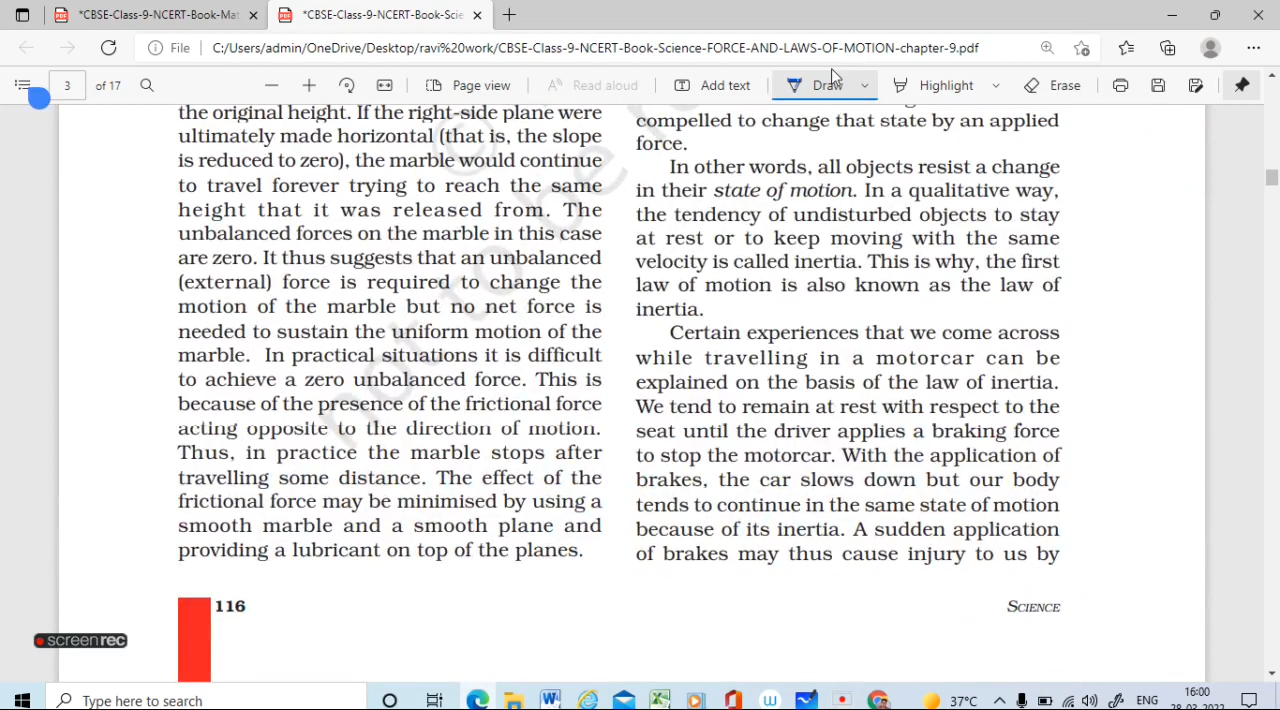 *CBSE-Class-9-NCERT-Book-Mat
*CBSE-Class-9-NCERT-Book-Scie
File
C:/Users/admin/OneDrive/Desktop/ravi%20work/CBSE-Class-9-NCERT-Book-Science-FORCE-AND-LAWS-OF-MOTION-chapter-9.pdf
3 of 17
Page view
Read aloud
Add text
Draw
Highlight
Erase
the original height. If the right-side plane were
ultimately made horizontal (that is, the slope
is reduced to zero), the marble would continue
to travel forever trying to reach the same
height that it was released from. The
unbalanced forces on the marble in this case
are zero. It thus suggests that an unbalanced
(external) force is required to change the
motion of the marble but no net force is
needed to sustain the uniform motion of the
marble. In practical situations it is difficult
to achieve a zero unbalanced force. This is
because of the presence of the frictional force
acting opposite to the direction of motion.
Thus, in practice the marble stops after
travelling some distance. The effect of the
frictional force may be minimised by using a
smooth marble and a smooth plane and
providing a lubricant on top of the planes.
compelled to change that state by an applied
force.
In other words, all objects resist a change
in their state of motion. In a qualitative way,
the tendency of undisturbed objects to stay
at rest or to keep moving with the same
velocity is called inertia. This is why, the first
law of motion is also known as the law of
inertia.
Certain experiences that we come across
while travelling in a motorcar can be
explained on the basis of the law of inertia.
We tend to remain at rest with respect to the
seat until the driver applies a braking force
to stop the motorcar. With the application of
brakes, the car slows down but our body
tends to continue in the same state of motion
because of its inertia. A sudden application
of brakes may thus cause injury to us by
116
SCIENCE
©
not to be re
screenrec
Type here to search
37°C
ENG
16:00
28-03-2022